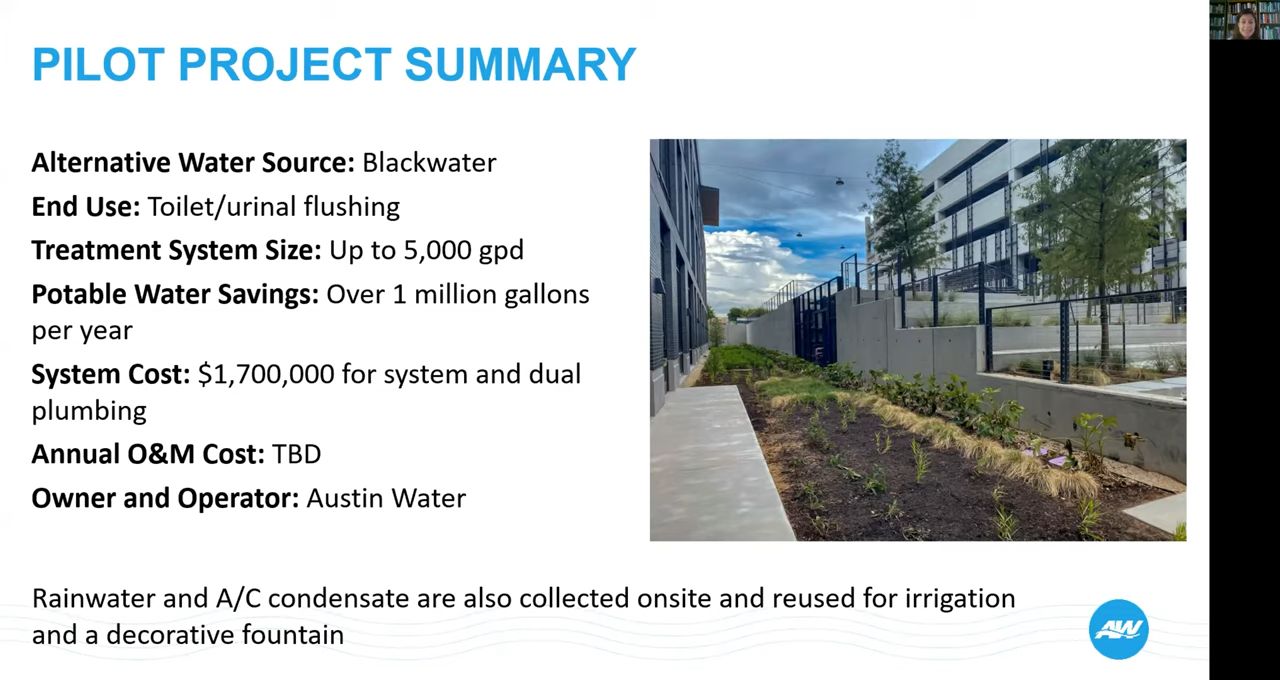 PILOT PROJECT SUMMARY
Alternative Water Source: Blackwater
End Use: Toilet/urinal flushing
Treatment System Size: Up to 5,000 gpd
Potable Water Savings: Over 1 million gallons
per year
System Cost: $1,700,000 for system and dual
plumbing
Annual O&M Cost: TBD
Owner and Operator: Austin Water
Rainwater and A/C condensate are also collected onsite and reused for irrigation
and a decorative fountain
AW